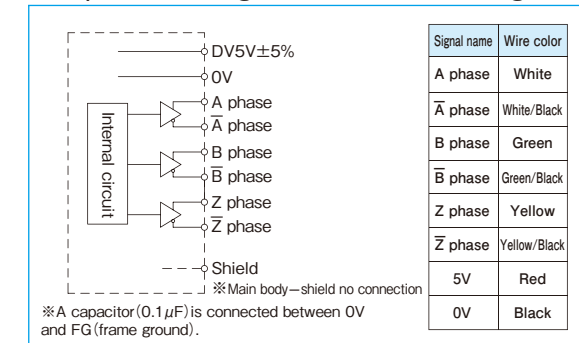 DV5V±5%
0V
A phase
A̅ phase
B phase
B̅ phase
Z phase
Z̅ phase
Internal circuit
Shield
※Main body–shield no connection
※A capacitor(0.1μF)is connected between 0V
and FG(frame ground).
Signal name Wire color
A phase White
A̅ phase White/Black
B phase Green
B̅ phase Green/Black
Z phase Yellow
Z̅ phase Yellow/Black
5V Red
0V Black